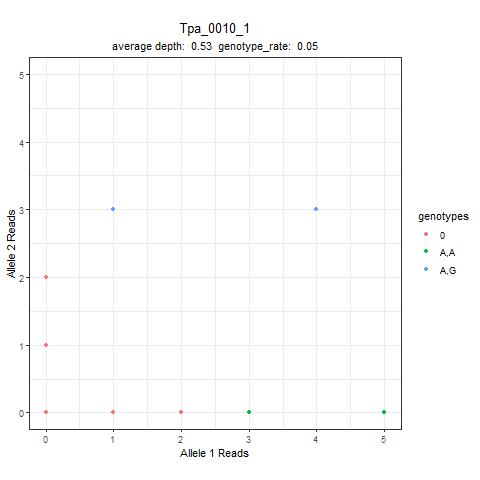 Tpa_0010_1
average depth:  0.53  genotype_rate:  0.05
5
4
3
2
1
0
Allele 2 Reads
0 1 2 3 4 5
Allele 1 Reads
genotypes
0
A,A
A,G